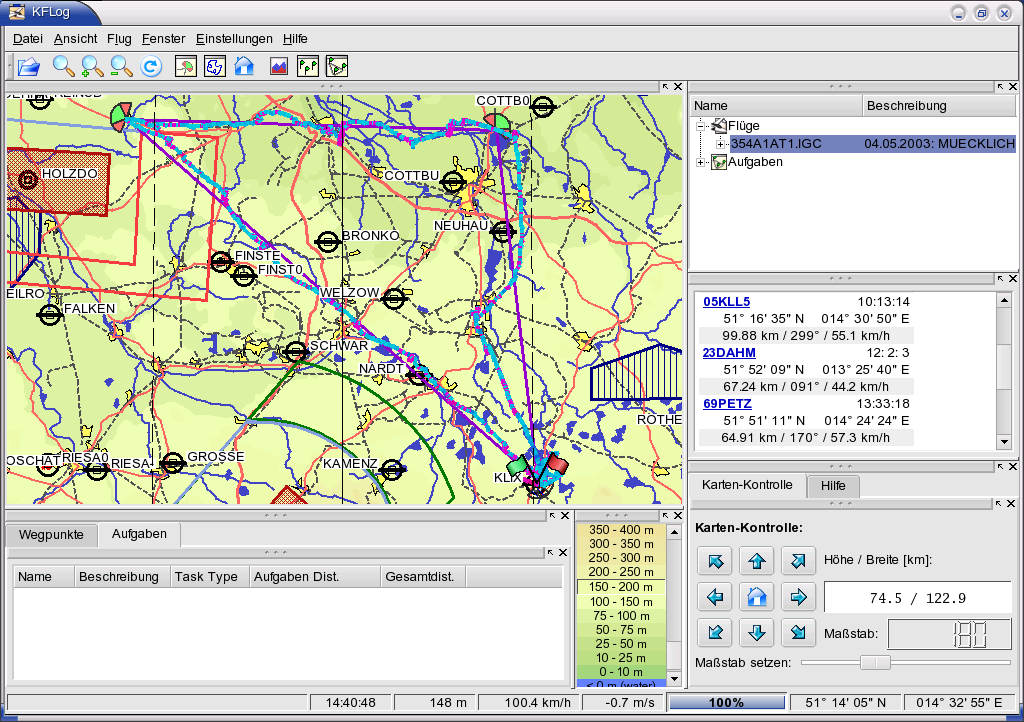 KFLog
Datei Ansicht Flug Fenster Einstellungen Hilfe
COTTB0
HOLZDO
COTTBU
NEUHAU
BRONKO
FINSTE
FINST0
WELZOW
EILRO
FALKEN
SCHWAR
NARDT
ROTHE
OSCHAT
RIESA0
RIESA
GROSSE
KAMENZ
KLIX
Name Beschreibung
Flüge
354A1AT1.IGC 04.05.2003: MUECKLICH
Aufgaben
05KLL5 10:13:14
51° 16' 35" N 014° 30' 50" E
99.88 km / 299° / 55.1 km/h
23DAHM 12: 2: 3
51° 52' 09" N 013° 25' 40" E
67.24 km / 091° / 44.2 km/h
69PETZ 13:33:18
51° 51' 11" N 014° 24' 24" E
64.91 km / 170° / 57.3 km/h
Wegpunkte Aufgaben
Name Beschreibung Task Type Aufgaben Dist. Gesamtdist.
350 - 400 m
300 - 350 m
250 - 300 m
200 - 250 m
150 - 200 m
100 - 150 m
75 - 100 m
50 - 75 m
25 - 50 m
10 - 25 m
0 - 10 m
< 0 m (water)
Karten-Kontrolle Hilfe
Karten-Kontrolle:
Höhe / Breite [km]:
74.5 / 122.9
Maßstab: 180
Maßstab setzen:
14:40:48 148 m 100.4 km/h -0.7 m/s 100% 51° 14' 05" N 014° 32' 55" E